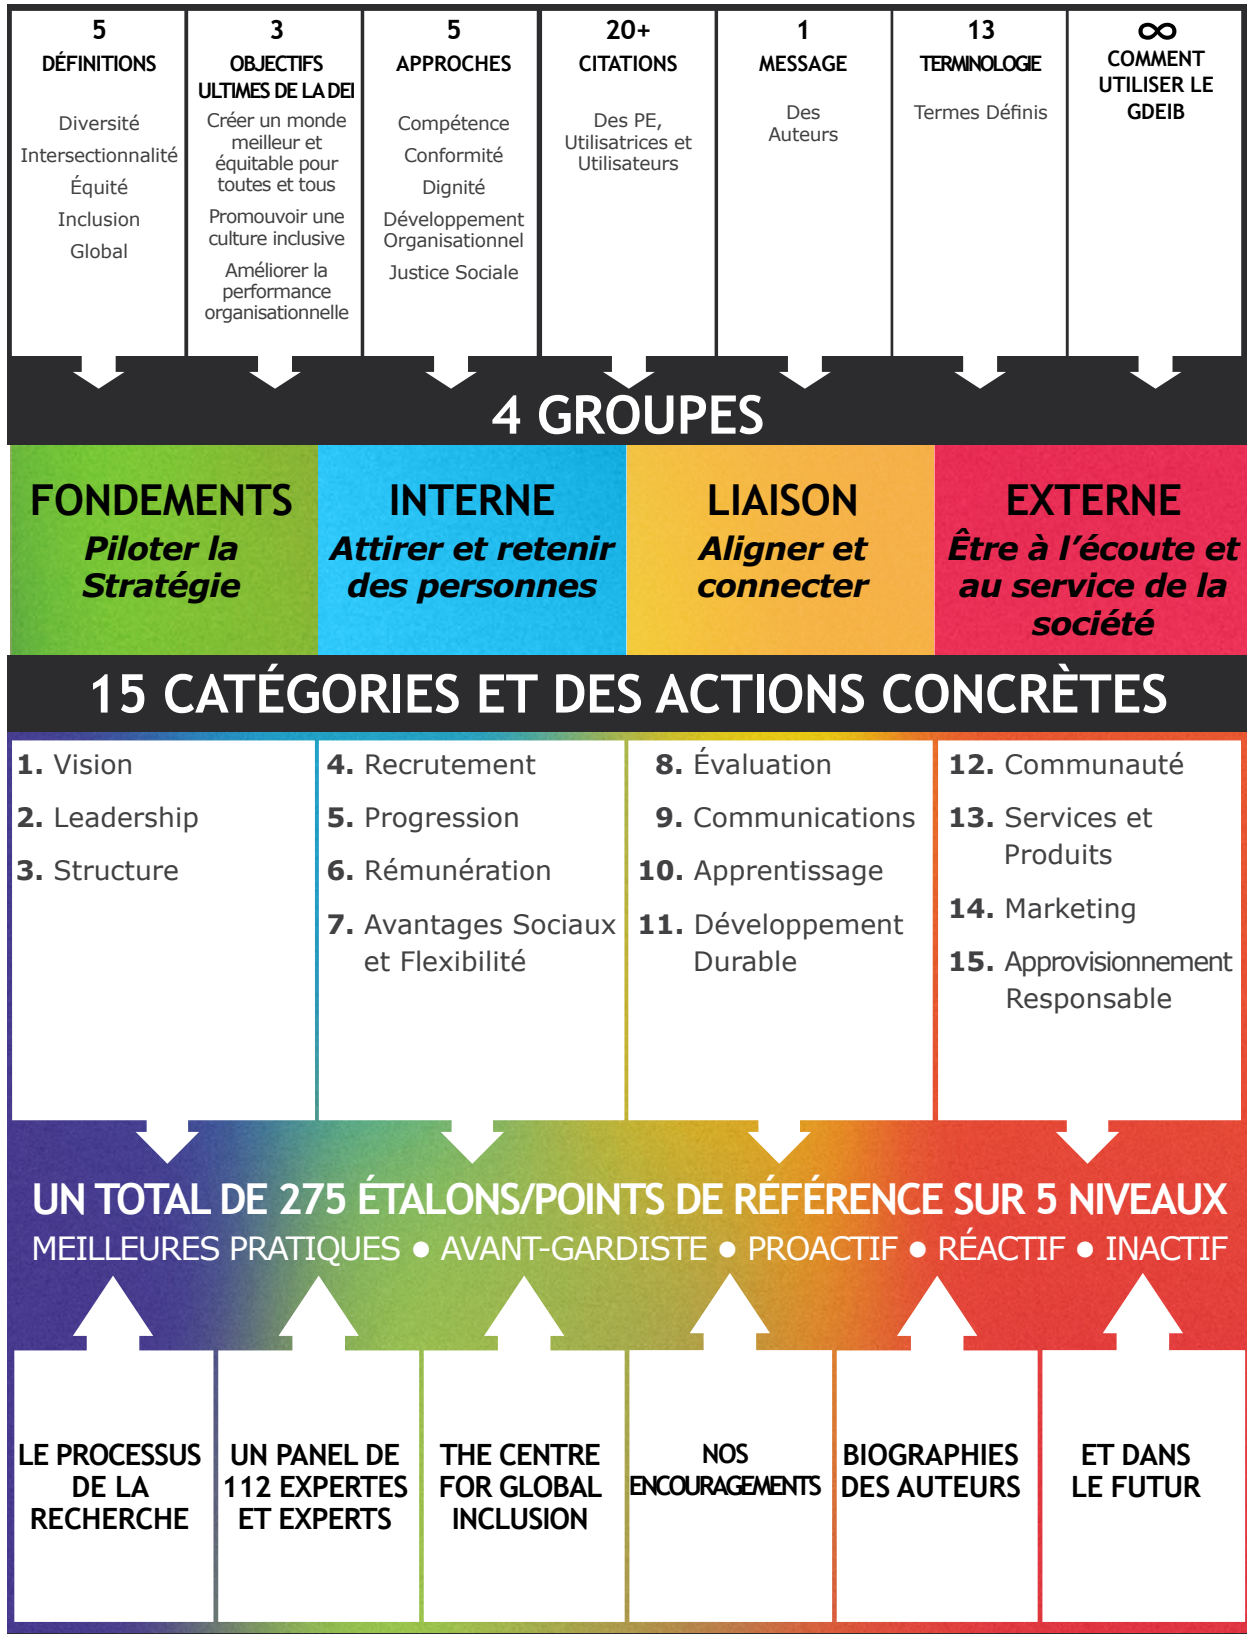 5
DÉFINITIONS
Diversité
Intersectionnalité
Équité
Inclusion
Global
3
OBJECTIFS
ULTIMES DE LA DEI
Créer un monde
meilleur et
équitable pour
toutes et tous
Promouvoir une
culture inclusive
Améliorer la
performance
organisationnelle
5
APPROCHES
Compétence
Conformité
Dignité
Développement
Organisationnel
Justice Sociale
20+
CITATIONS
Des PE,
Utilisatrices et
Utilisateurs
1
MESSAGE
Des
Auteurs
13
TERMINOLOGIE
Termes Définis
∞
COMMENT
UTILISER LE
GDEIB
4 GROUPES
FONDEMENTS
Piloter la
Stratégie
INTERNE
Attirer et retenir
des personnes
LIAISON
Aligner et
connecter
EXTERNE
Être à l’écoute et
au service de la
société
15 CATÉGORIES ET DES ACTIONS CONCRÈTES
1. Vision
2. Leadership
3. Structure
4. Recrutement
5. Progression
6. Rémunération
7. Avantages Sociaux
et Flexibilité
8. Évaluation
9. Communications
10. Apprentissage
11. Développement
Durable
12. Communauté
13. Services et
Produits
14. Marketing
15. Approvisionnement
Responsable
UN TOTAL DE 275 ÉTALONS/POINTS DE RÉFÉRENCE SUR 5 NIVEAUX
MEILLEURES PRATIQUES ● AVANT-GARDISTE ● PROACTIF ● RÉACTIF ● INACTIF
LE PROCESSUS
DE LA
RECHERCHE
UN PANEL DE
112 EXPERTES
ET EXPERTS
THE CENTRE
FOR GLOBAL
INCLUSION
NOS
ENCOURAGEMENTS
BIOGRAPHIES
DES AUTEURS
ET DANS
LE FUTUR